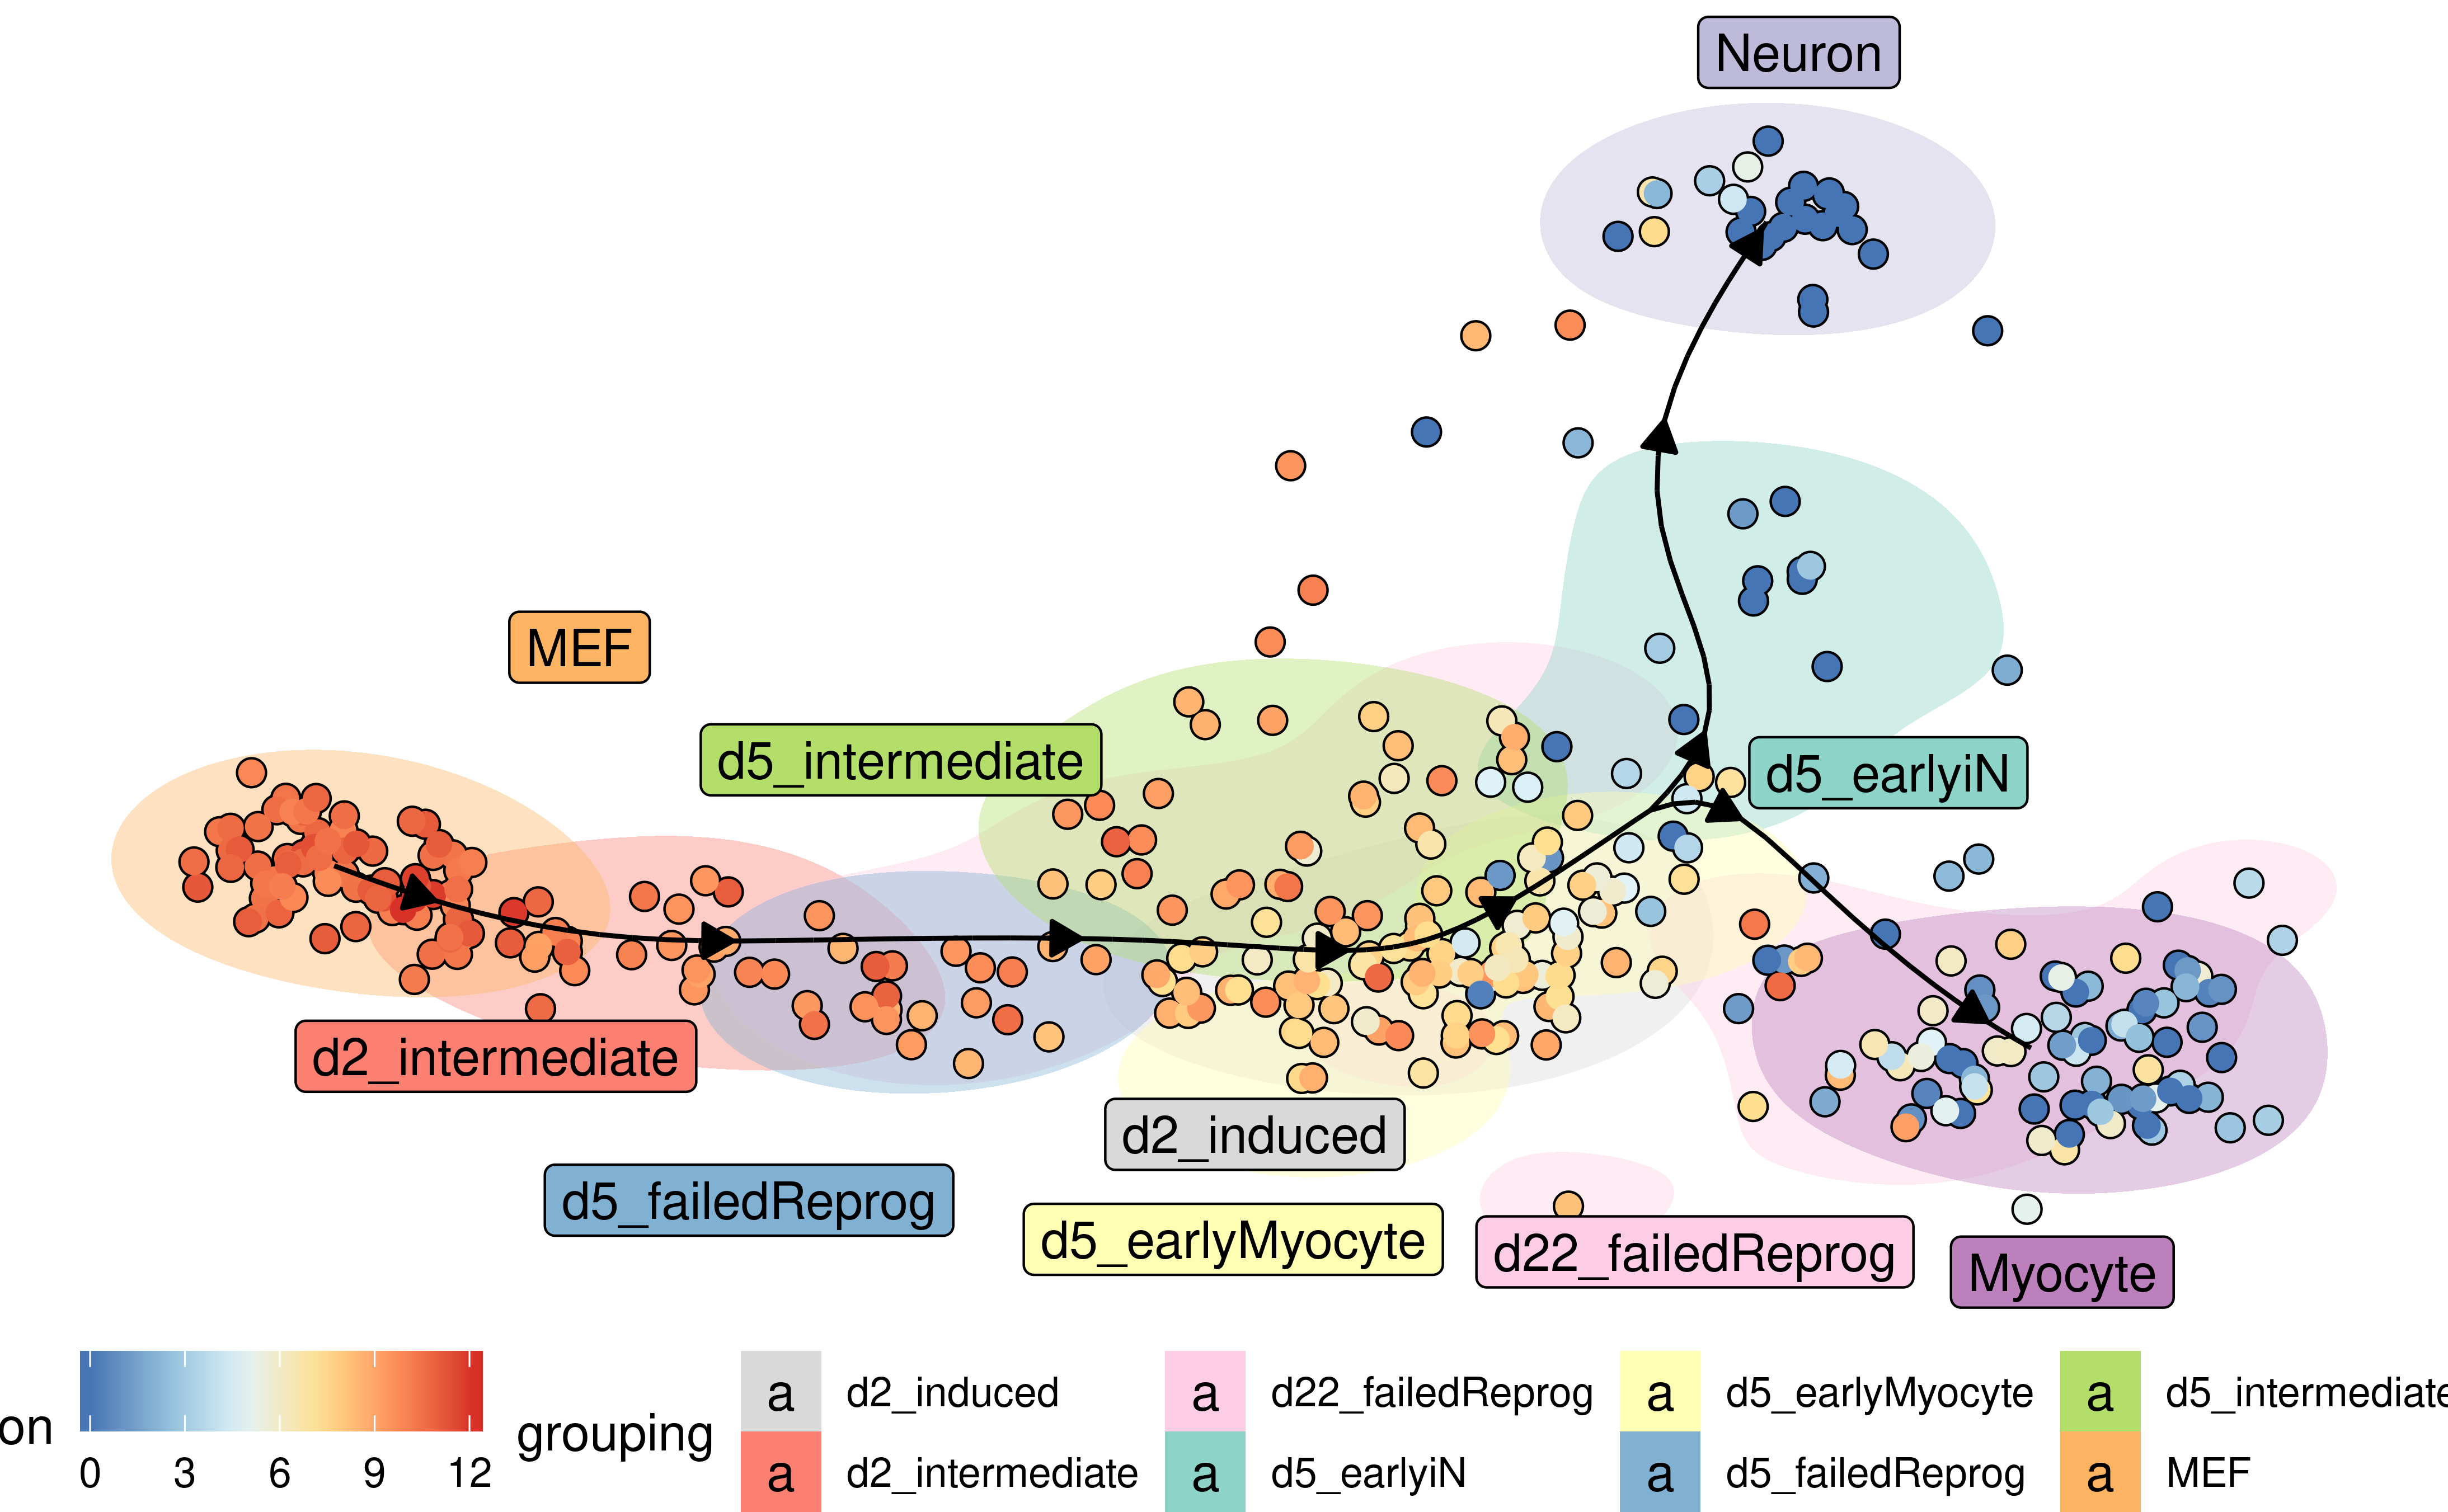 Neuron
MEF
d5_intermediate
d5_earlyiN
d2_intermediate
d2_induced
d5_failedReprog
d5_earlyMyocyte
d22_failedReprog
Myocyte
on
0 3 6 9 12
grouping
a d2_induced
a d22_failedReprog
a d5_earlyMyocyte
a d5_intermediate
a d2_intermediate
a d5_earlyiN
a d5_failedReprog
a MEF